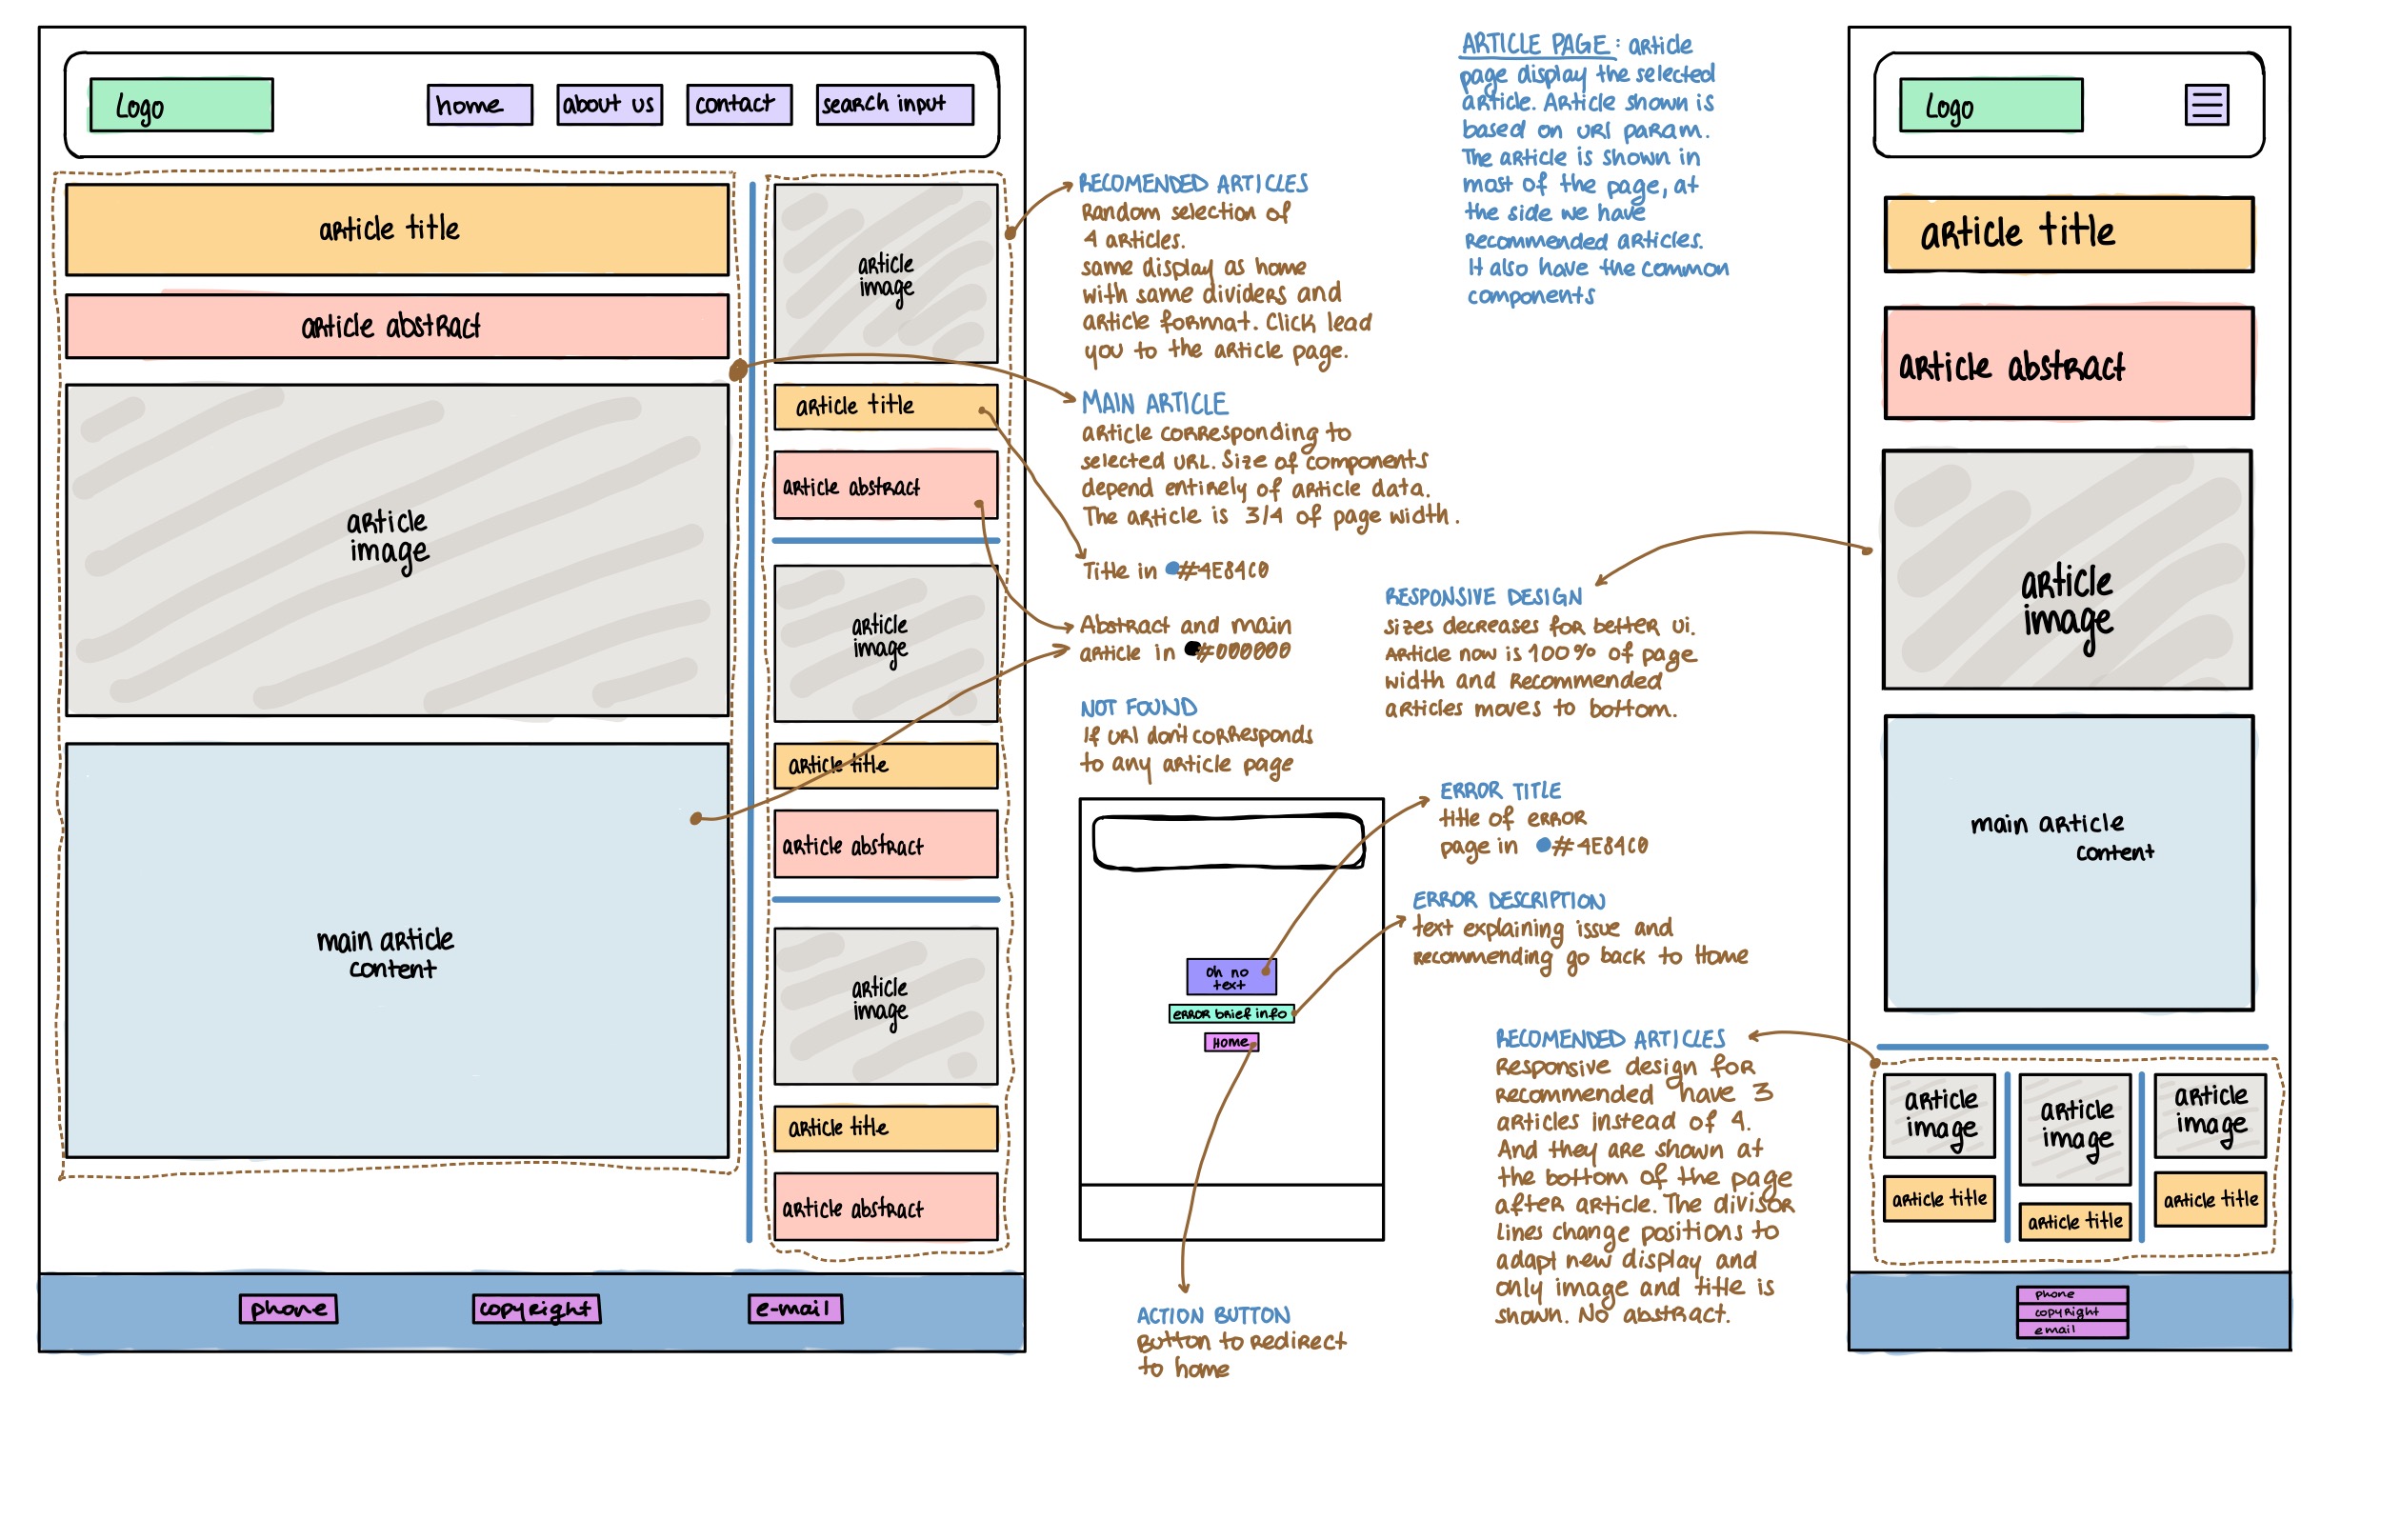 Logo
home
about us
contact
search input
article title
article abstract
article
image
main article
content
article
image
article title
article abstract
article
image
article title
article abstract
article
image
article title
article abstract
phone
copyright
e-mail
RECOMENDED ARTICLES
Random selection of
4 articles.
same display as home
with same dividers and
article format. Click lead
you to the article page.
MAIN ARTICLE
article corresponding to
selected URL. Size of components
depend entirely of article data.
The article is 3/4 of page width.
Title in #4E84C0
Abstract and main
article in #000000
NOT FOUND
If url don't corresponds
to any article page
oh no
text
error brief info
Home
ACTION BUTTON
Button to redirect
to home
ARTICLE PAGE: article
page display the selected
article. Article shown is
based on url param.
The article is shown in
most of the page, at
the side we have
recommended articles.
It also have the common
components
RESPONSIVE DESIGN
sizes decreases for better ui.
Article now is 100% of page
width and recommended
articles moves to bottom.
ERROR TITLE
title of error
page in #4E84C0
ERROR DESCRIPTION
text explaining issue and
recommending go back to Home
RECOMENDED ARTICLES
Responsive design for
recommended have 3
articles instead of 4.
And they are shown at
the bottom of the page
after article. The divisor
lines change positions to
adapt new display and
only image and title is
shown. No abstract.
Logo
article title
article abstract
article
image
main article
content
article
image
article title
article
image
article title
article
image
article title
phone
copyright
email